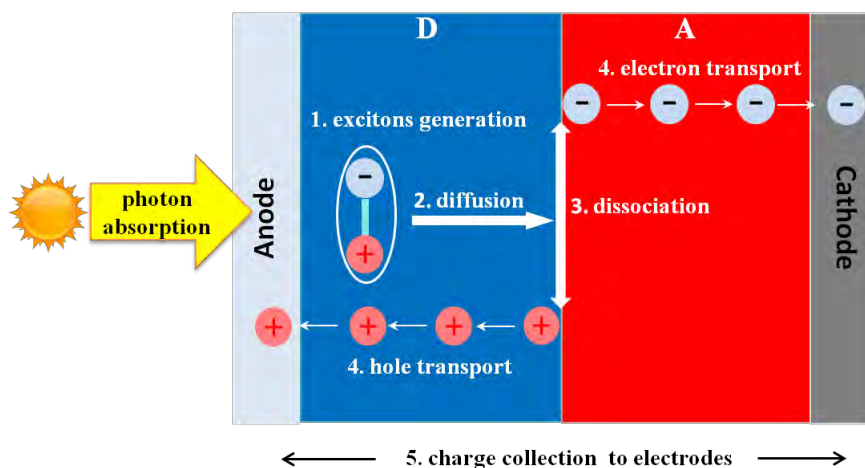 D
A
4. electron transport
1. excitons generation
photon
absorption
Anode
2. diffusion
3. dissociation
Cathode
4. hole transport
5. charge collection to electrodes